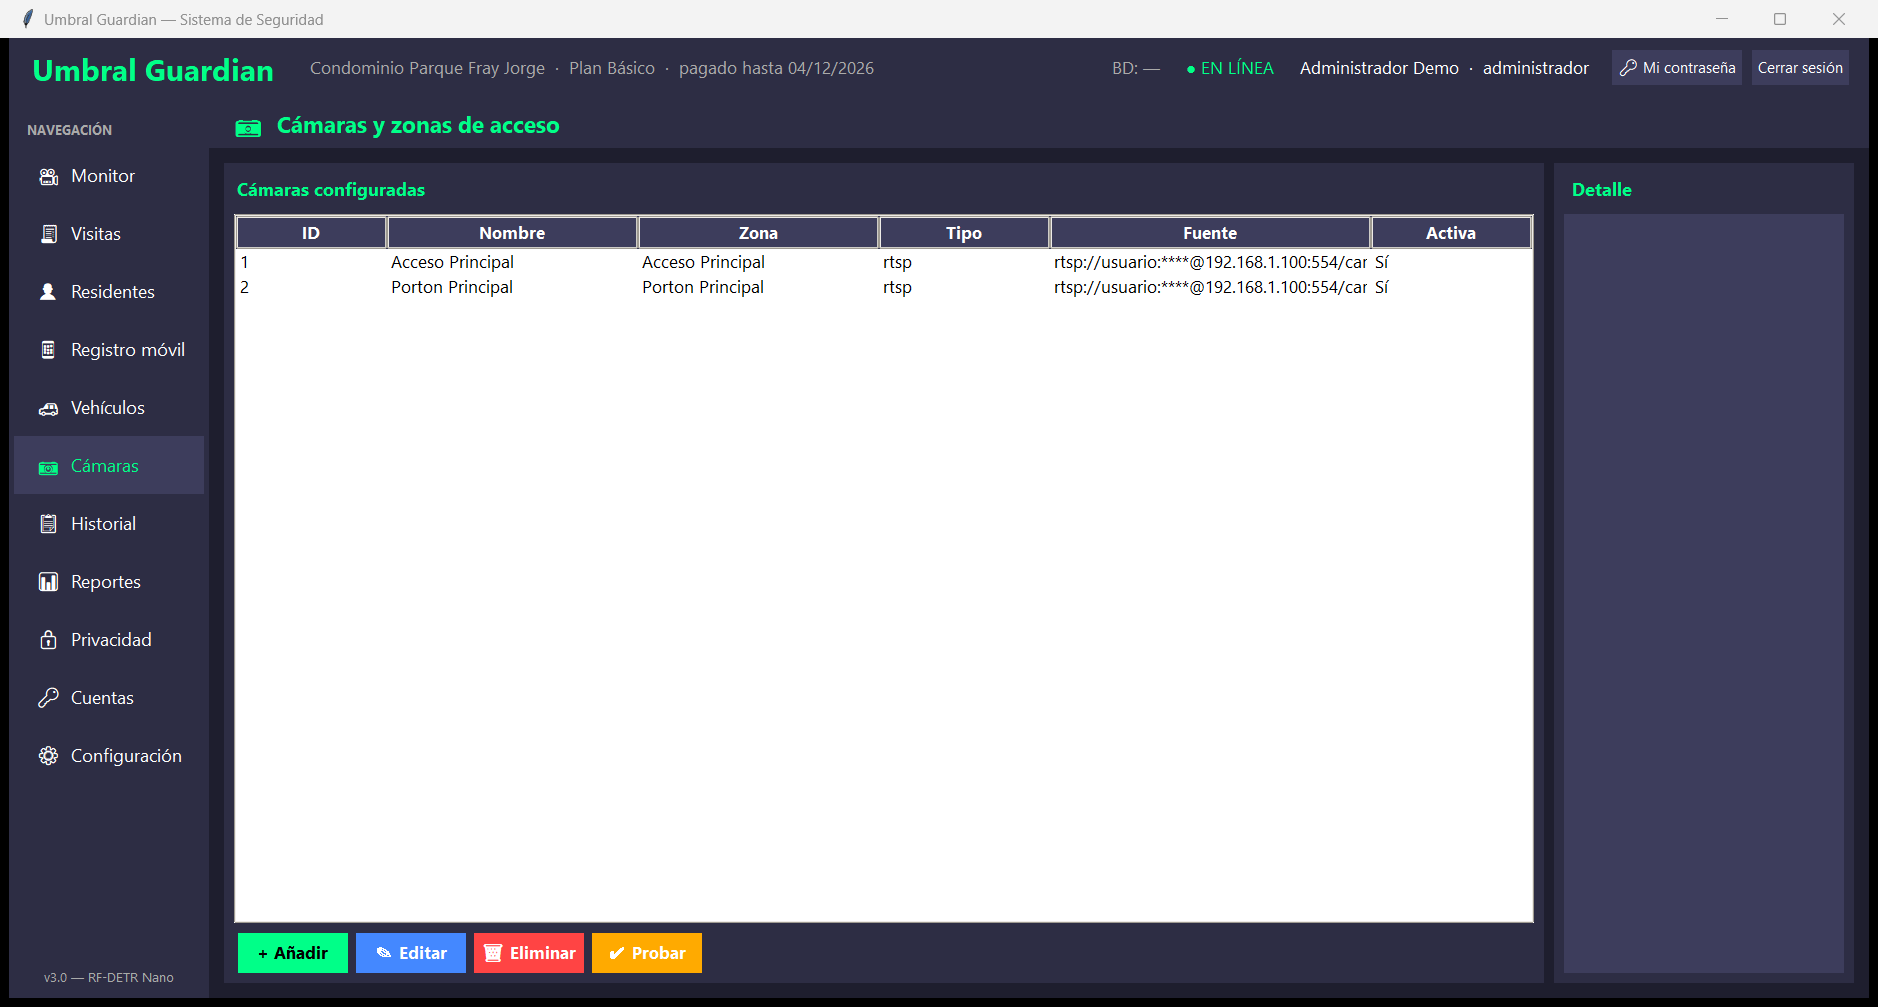 Umbral Guardian — Sistema de Seguridad
Umbral Guardian
Condominio Parque Fray Jorge · Plan Básico · pagado hasta 04/12/2026
BD: — ● EN LÍNEA Administrador Demo · administrador Mi contraseña Cerrar sesión
NAVEGACIÓN
Monitor
Visitas
Residentes
Registro móvil
Vehículos
Cámaras
Historial
Reportes
Privacidad
Cuentas
Configuración
v3.0 — RF-DETR Nano
Cámaras y zonas de acceso
Cámaras configuradas
ID Nombre Zona Tipo Fuente Activa
1 Acceso Principal Acceso Principal rtsp rtsp://usuario:****@192.168.1.100:554/car Sí
2 Porton Principal Porton Principal rtsp rtsp://usuario:****@192.168.1.100:554/car Sí
+ Añadir
✎ Editar
Eliminar
✔ Probar
Detalle